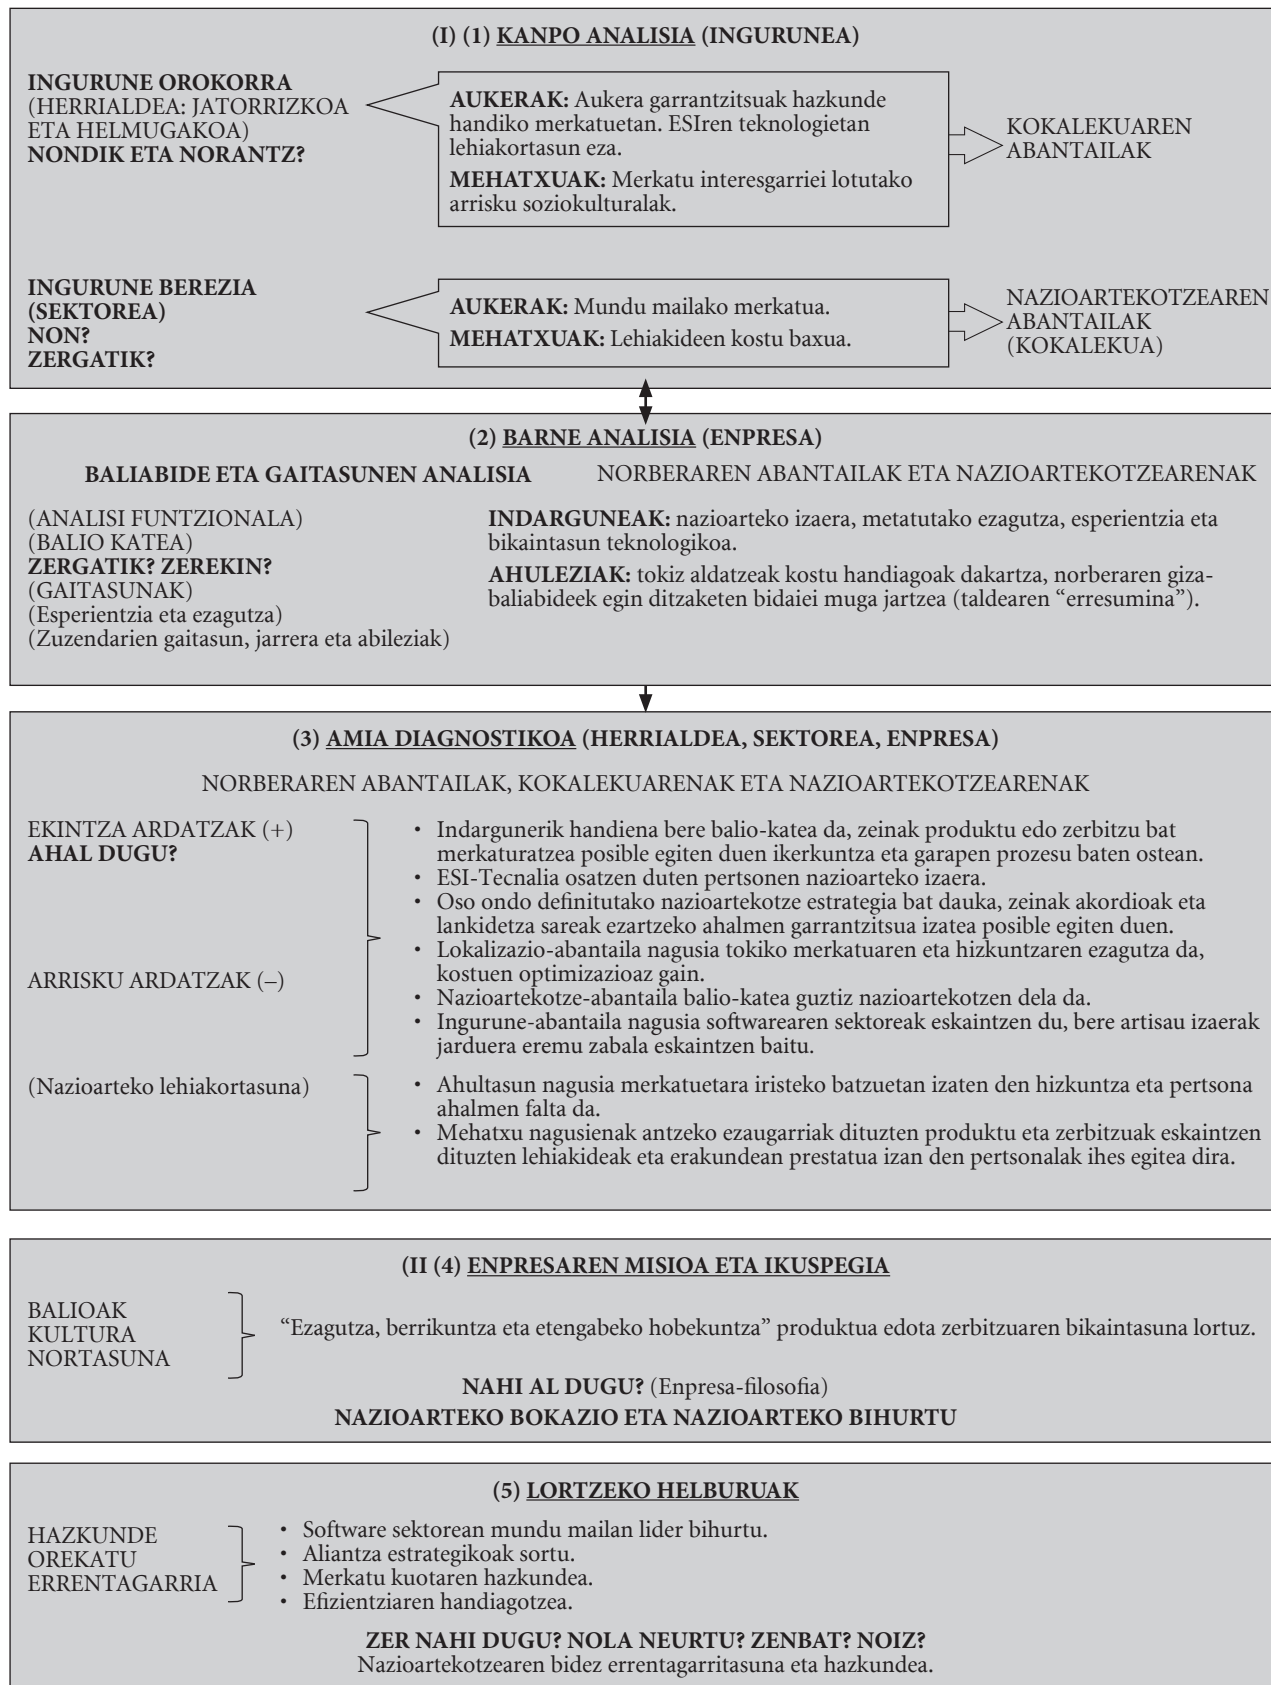 (I) (1) KANPO ANALISIA (INGURUNEA)
INGURUNE OROKORRA
(HERRIALDEA: JATORRIZKOA
ETA HELMUGAKOA)
NONDIK ETA NORANTZ?
AUKERAK: Aukera garrantzitsuak hazkunde
handiko merkatuetan. ESIren teknologietan
lehiakortasun eza.
MEHATXUAK: Merkatu interesgarriei lotutako
arrisku soziokulturalak.
KOKALEKUAREN
ABANTAILAK
INGURUNE BEREZIA
(SEKTOREA)
NON?
ZERGATIK?
AUKERAK: Mundu mailako merkatua.
MEHATXUAK: Lehiakideen kostu baxua.
NAZIOARTEKOTZEAREN
ABANTAILAK
(KOKALEKUA)
(2) BARNE ANALISIA (ENPRESA)
BALIABIDE ETA GAITASUNEN ANALISIA
NORBERAREN ABANTAILAK ETA NAZIOARTEKOTZEARENAK
(ANALISI FUNTZIONALA)
(BALIO KATEA)
ZERGATIK? ZEREKIN?
(GAITASUNAK)
(Esperientzia eta ezagutza)
(Zuzendarien gaitasun, jarrera eta abileziak)
INDARGUNEAK: nazioarteko izaera, metatutako ezagutza, esperientzia eta
bikaintasun teknologikoa.
AHULEZIAK: tokiz aldatzeak kostu handiagoak dakartza, norberaren giza-
baliabideek egin ditzaketen bidaiei muga jartzea (taldearen “erresumina”).
(3) AMIA DIAGNOSTIKOA (HERRIALDEA, SEKTOREA, ENPRESA)
NORBERAREN ABANTAILAK, KOKALEKUARENAK ETA NAZIOARTEKOTZEARENAK
EKINTZA ARDATZAK (+)
AHAL DUGU?
ARRISKU ARDATZAK (–)
• Indargunerik handiena bere balio-katea da, zeinak produktu edo zerbitzu bat
merkaturatzea posible egiten duen ikerkuntza eta garapen prozesu baten ostean.
• ESI-Tecnalia osatzen duten pertsonen nazioarteko izaera.
• Oso ondo definitutako nazioartekotze estrategia bat dauka, zeinak akordioak eta
lankidetza sareak ezartzeko ahalmen garrantzitsua izatea posible egiten duen.
• Lokalizazio-abantaila nagusia tokiko merkatuaren eta hizkuntzaren ezagutza da,
kostuen optimizazioaz gain.
• Nazioartekotze-abantaila balio-katea guztiz nazioartekotzen dela da.
• Ingurune-abantaila nagusia softwarearen sektoreak eskaintzen du, bere artisau izaerak
jarduera eremu zabala eskaintzen baitu.
(Nazioarteko lehiakortasuna)
• Ahultasun nagusia merkatuetara iristeko batzuetan izaten den hizkuntza eta pertsona
ahalmen falta da.
• Mehatxu nagusienak antzeko ezaugarriak dituzten produktu eta zerbitzuak eskaintzen
dituzten lehiakideak eta erakundean prestatua izan den pertsonalak ihes egitea dira.
(II (4) ENPRESAREN MISIOA ETA IKUSPEGIA
BALIOAK
KULTURA
NORTASUNA
“Ezagutza, berrikuntza eta etengabeko hobekuntza” produktua edota zerbitzuaren bikaintasuna lortuz.
NAHI AL DUGU? (Enpresa-filosofia)
NAZIOARTEKO BOKAZIO ETA NAZIOARTEKO BIHURTU
(5) LORTZEKO HELBURUAK
HAZKUNDE
OREKATU
ERRENTAGARRIA
• Software sektorean mundu mailan lider bihurtu.
• Aliantza estrategikoak sortu.
• Merkatu kuotaren hazkundea.
• Efizientziaren handiagotzea.
ZER NAHI DUGU? NOLA NEURTU? ZENBAT? NOIZ?
Nazioartekotzearen bidez errentagarritasuna eta hazkundea.